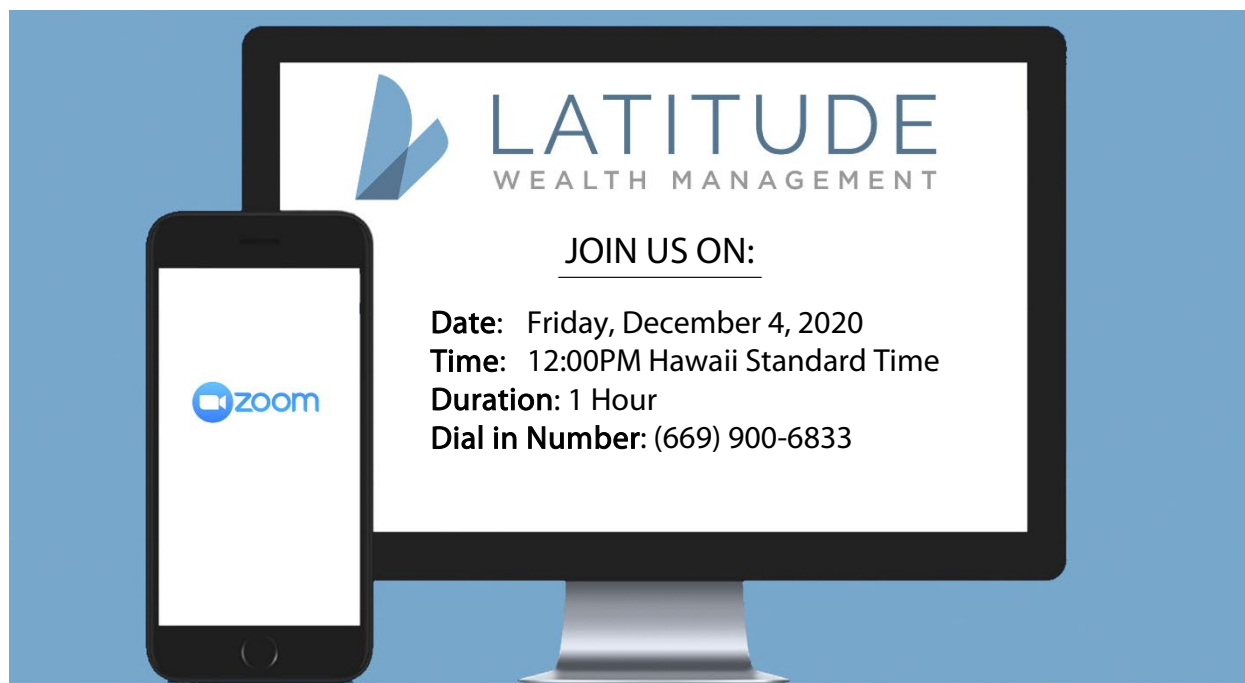 LATITUDE
WEALTH MANAGEMENT
JOIN US ON:
Date: Friday, December 4, 2020
Time: 12:00PM Hawaii Standard Time
zoom
Duration: 1 Hour
Dial in Number: (669) 900-6833